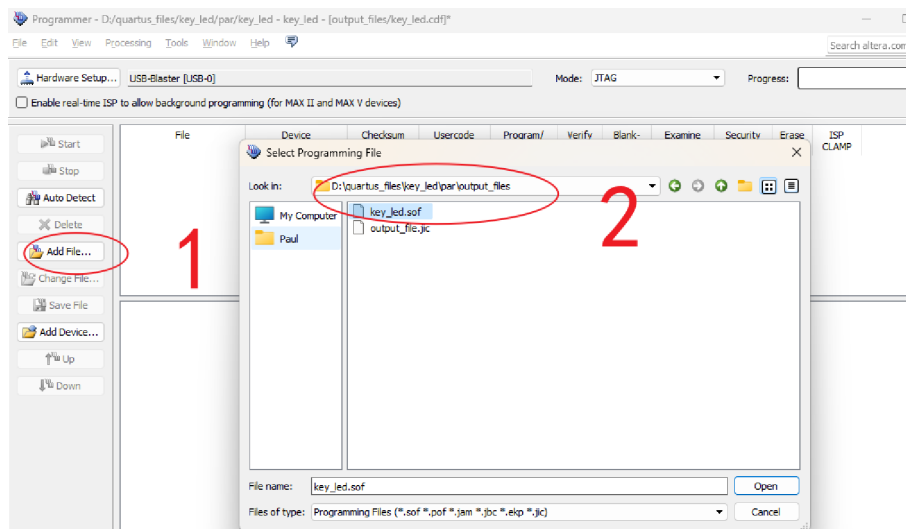 Programmer - D:/quartus_files/key_led/par/key_led - key_led - [output_files/key_led.cdf]*
File Edit View Processing Tools Window Help
Search altera.com
Hardware Setup... USB-Blaster [USB-0] Mode: JTAG Progress:
Enable real-time ISP to allow background programming (for MAX II and MAX V devices)
File Device Checksum Usercode Program/ Verify Blank- Examine Security Erase ISP
CLAMP
Start
Stop
Auto Detect
Delete
Add File...
Change File...
Save File
Add Device...
Up
Down
1
Select Programming File
Look in: D:\quartus_files\key_led\par\output_files
My Computer
Paul
key_led.sof
output_file.jic
2
File name: key_led.sof Open
Files of type: Programming Files (*.sof *.pof *.jam *.jbc *.ekp *.jic) Cancel